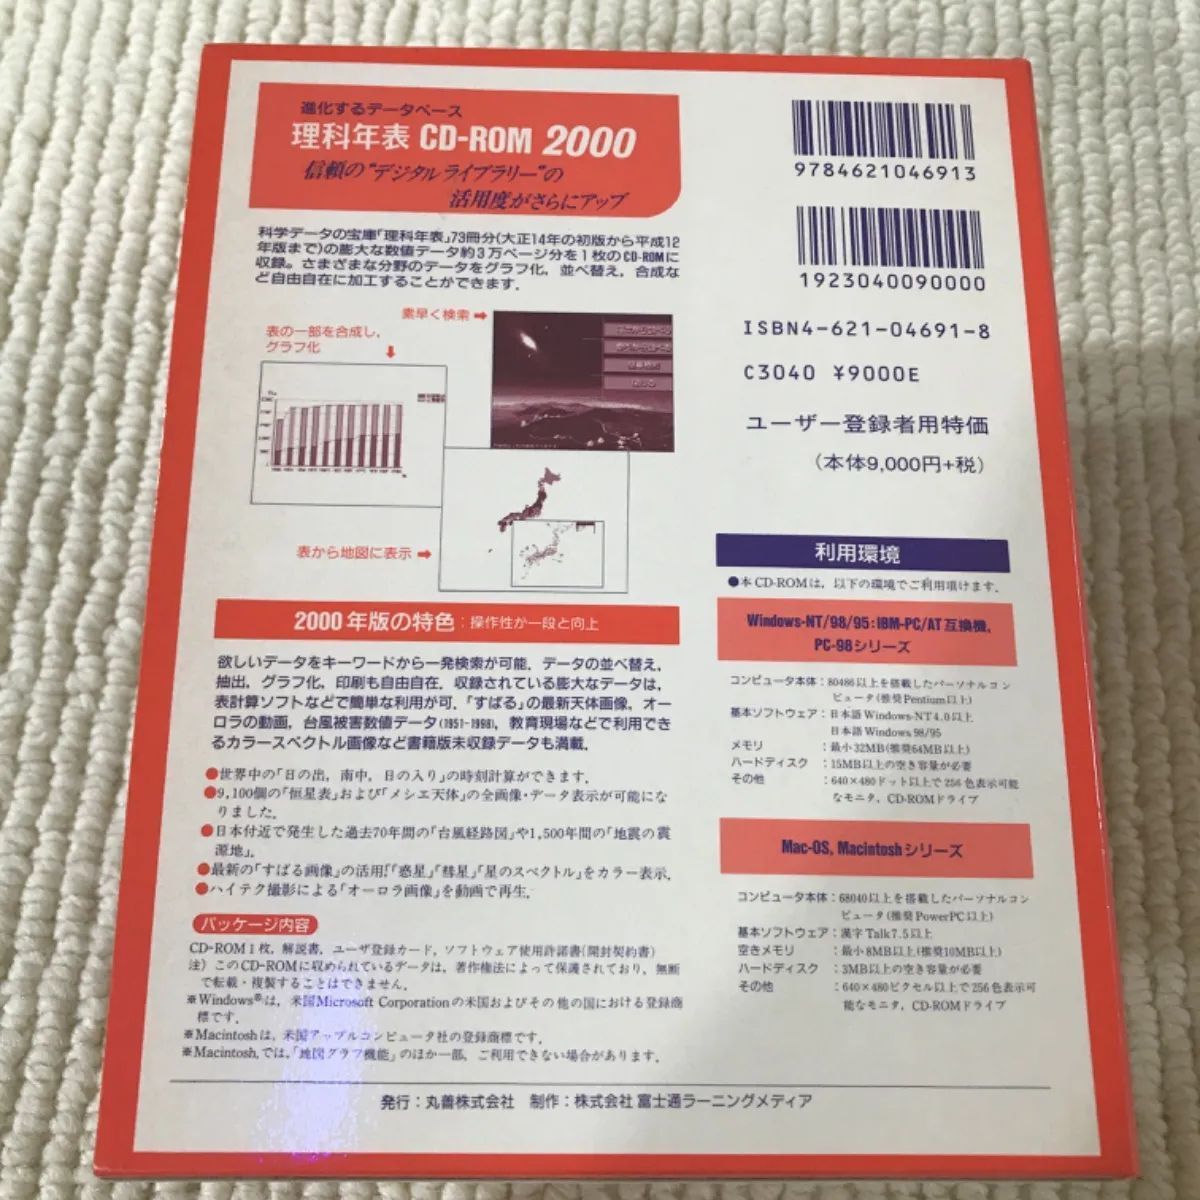 進化するデータベース
理科年表 CD-ROM 2000
信頼の"デジタルライブラリー"の
活用度がさらにアップ
科学データの宝庫「理科年表」73冊分(大正14年の初版から平成12
年版まで)の膨大な数値データ約3万ページ分を1枚のCD-ROMに
収録。さまざまな分野のデータをグラフ化，並べ替え，合成な
ど自由自在に加工することができます．
素早く検索
表の一部を合成し，
グラフ化
表から地図に表示
2000年版の特色：操作性が一段と向上
欲しいデータをキーワードから一発検索が可能．データの並べ替え，
抽出，グラフ化，印刷も自由自在．収録されている膨大なデータは，
表計算ソフトなどで簡単な利用が可．「すばる」の最新天体画像，オー
ロラの動画，台風被害数値データ(1951-1998)，教育現場などで利用でき
るカラースペクトル画像など書籍版未収録データも満載．
●世界中の「日の出，南中，日の入り」の時刻計算ができます．
●9,100個の「恒星表」および「メシエ天体」の全画像・データ表示が可能にな
りました．
●日本付近で発生した過去70年間の「台風経路図」や1,500年間の「地震の震
源地」．
●最新の「すばる画像」の活用！「惑星」「彗星」「星のスペクトル」をカラー表示．
●ハイテク撮影による「オーロラ画像」を動画で再生．
パッケージ内容
CD-ROM1枚，解説書，ユーザ登録カード，ソフトウェア使用許諾書(開封契約書)
注）このCD-ROMに収められているデータは，著作権法によって保護されており，無断
で転載・複製することはできません．
※Windows®は，米国Microsoft Corporationの米国およびその他の国における登録商
標です．
※Macintoshは，米国アップルコンピュータ社の登録商標です．
※Macintosh.では，「地図グラフ機能」のほか一部，ご利用できない場合があります．
9784621046913
1923040090000
ISBN4-621-04691-8
C3040 ¥9000E
ユーザー登録者用特価
(本体9,000円+税)
利用環境
●本CD-ROMは，以下の環境でご利用頂けます．
Windows-NT/98/95：IBM-PC/AT互換機，
PC-98シリーズ
コンピュータ本体：80486以上を搭載したパーソナルコン
ピュータ(推奨Pentium以上)
基本ソフトウェア：日本語Windows-NT4.0以上
日本語Windows 98/95
メモリ：最小32MB(推奨64MB以上)
ハードディスク：15MB以上の空き容量が必要
その他：640×480ドット以上で256色表示可能
なモニタ，CD-ROMドライブ
Mac-OS, Macintoshシリーズ
コンピュータ本体：68040以上を搭載したパーソナルコン
ピュータ(推奨PowerPC以上)
基本ソフトウェア：漢字Talk7.5以上
空きメモリ：最小8MB以上(推奨10MB以上)
ハードディスク：3MB以上の空き容量が必要
その他：640×480ピクセル以上で256色表示可
能なモニタ，CD-ROMドライブ
発行：丸善株式会社　制作：株式会社 富士通ラーニングメディア